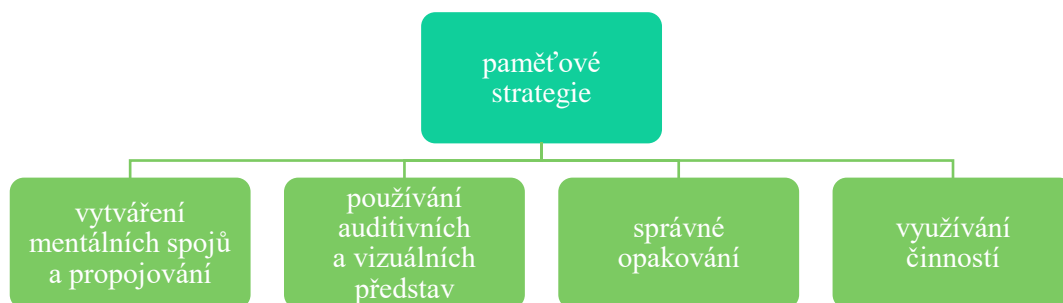 paměťové
strategie
vytváření
mentálních spojů
a propojování
používání
auditivních
a vizuálních
představ
správné
opakování
využívání
činností